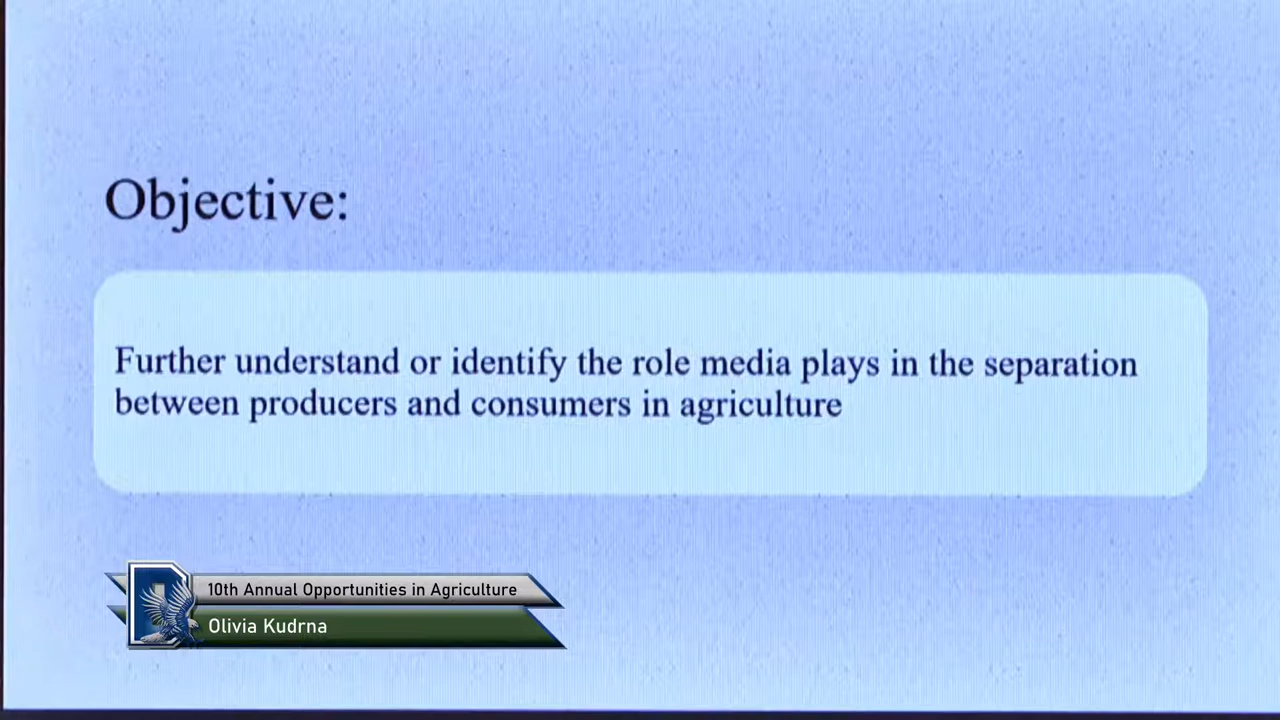 Objective:
Further understand or identify the role media plays in the separation
between producers and consumers in agriculture
10th Annual Opportunities in Agriculture
Olivia Kudrna